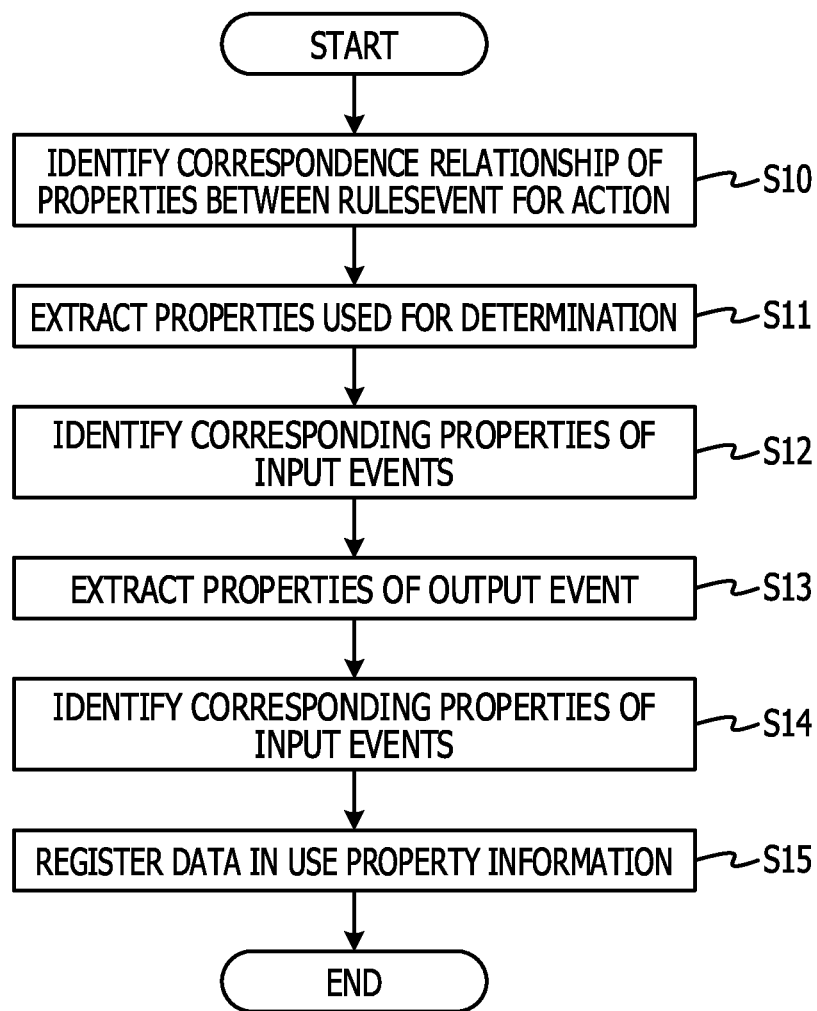 START
IDENTIFY CORRESPONDENCE RELATIONSHIP OF
PROPERTIES BETWEEN RULESEVENT FOR ACTION
S10
EXTRACT PROPERTIES USED FOR DETERMINATION
S11
IDENTIFY CORRESPONDING PROPERTIES OF
INPUT EVENTS
S12
EXTRACT PROPERTIES OF OUTPUT EVENT
S13
IDENTIFY CORRESPONDING PROPERTIES OF
INPUT EVENTS
S14
REGISTER DATA IN USE PROPERTY INFORMATION
S15
END